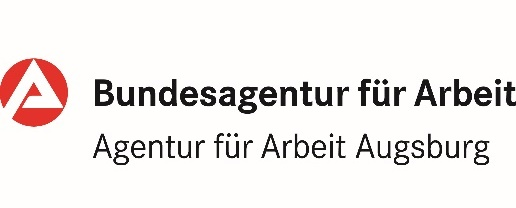 Bundesagentur für Arbeit
Agentur für Arbeit Augsburg